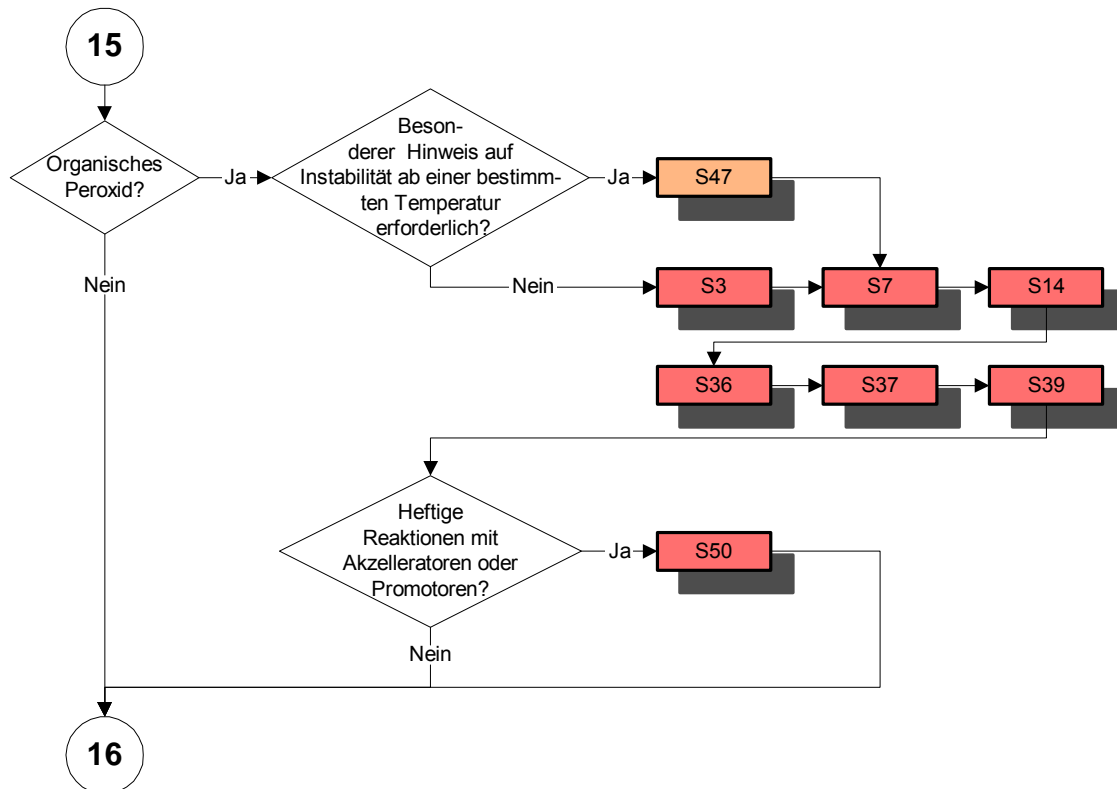 15
Organisches
Peroxid?
Ja
Beson-
derer Hinweis auf
Instabilität ab einer bestimm-
ten Temperatur
erforderlich?
Ja
S47
Nein
Nein
S3
S7
S14
S36
S37
S39
Heftige
Reaktionen mit
Akzelleratoren oder
Promotoren?
Ja
S50
Nein
16